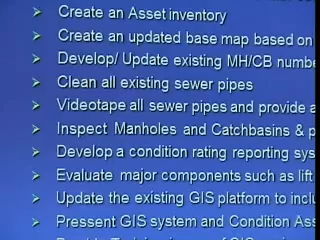 Create an Asset inventory
Create an updated base map based on
Develop/ Update existing MH/CB numbe
Clean all existing sewer pipes
Videotape all sewer pipes and provide a
Inspect Manholes and Catchbasins & p
Develop a condition rating reporting sys
Evaluate major components such as lift
Update the existing GIS platform to inclu
Pressent GIS system and Condition Ass